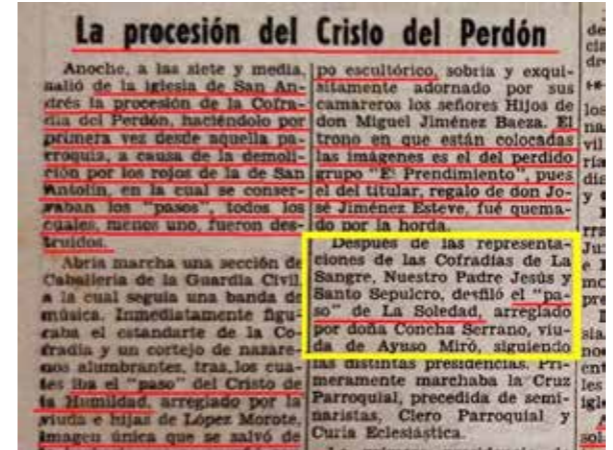 La procesión del Cristo del Perdón
Anoche, a las siete y media,
salió de la iglesia de San An-
drés la procesión de la Cofra-
día del Perdón, haciéndolo por
primera vez desde aquella pa-
rroquia, a causa de la demoli-
ción por los rojos de la de San
Antolín, en la cual se conser-
vaban los "pasos", todos los
cuales, menos uno, fueron des-
truidos.
Abría marcha una sección de
Caballería de la Guardia Civil,
a la cual seguía una banda de
música. Inmediatamente figu-
raba el estandarte de la Co-
fradía y un cortejo de nazare-
nos alumbrantes, tras los cua-
les iba el "paso" del Cristo de
la Humildad, arreglado por la
viuda e hijas de López Morote,
imagen única que se salvó de
po escultórico, sobria y exqui-
sitamente adornado por sus
camareros los señores Hijos de
don Miguel Jiménez Baeza. El
trono en que están colocadas
las imágenes es el del perdido
grupo "El Prendimiento", pues
el del titular, regalo de don Jo-
sé Jiménez Esteve, fué quema-
do por la horda.
Después de las representa-
ciones de las Cofradías de La
Sangre, Nuestro Padre Jesús y
Santo Sepulcro, desfiló el "pa-
so" de La Soledad, arreglado
por doña Concha Serrano, viu-
da de Ayuso Miró, siguiendo
las distintas presidencias. Pri-
meramente marchaba la Cruz
Parroquial, precedida de semi-
naristas, Clero Parroquial y
Curia Eclesiástica.